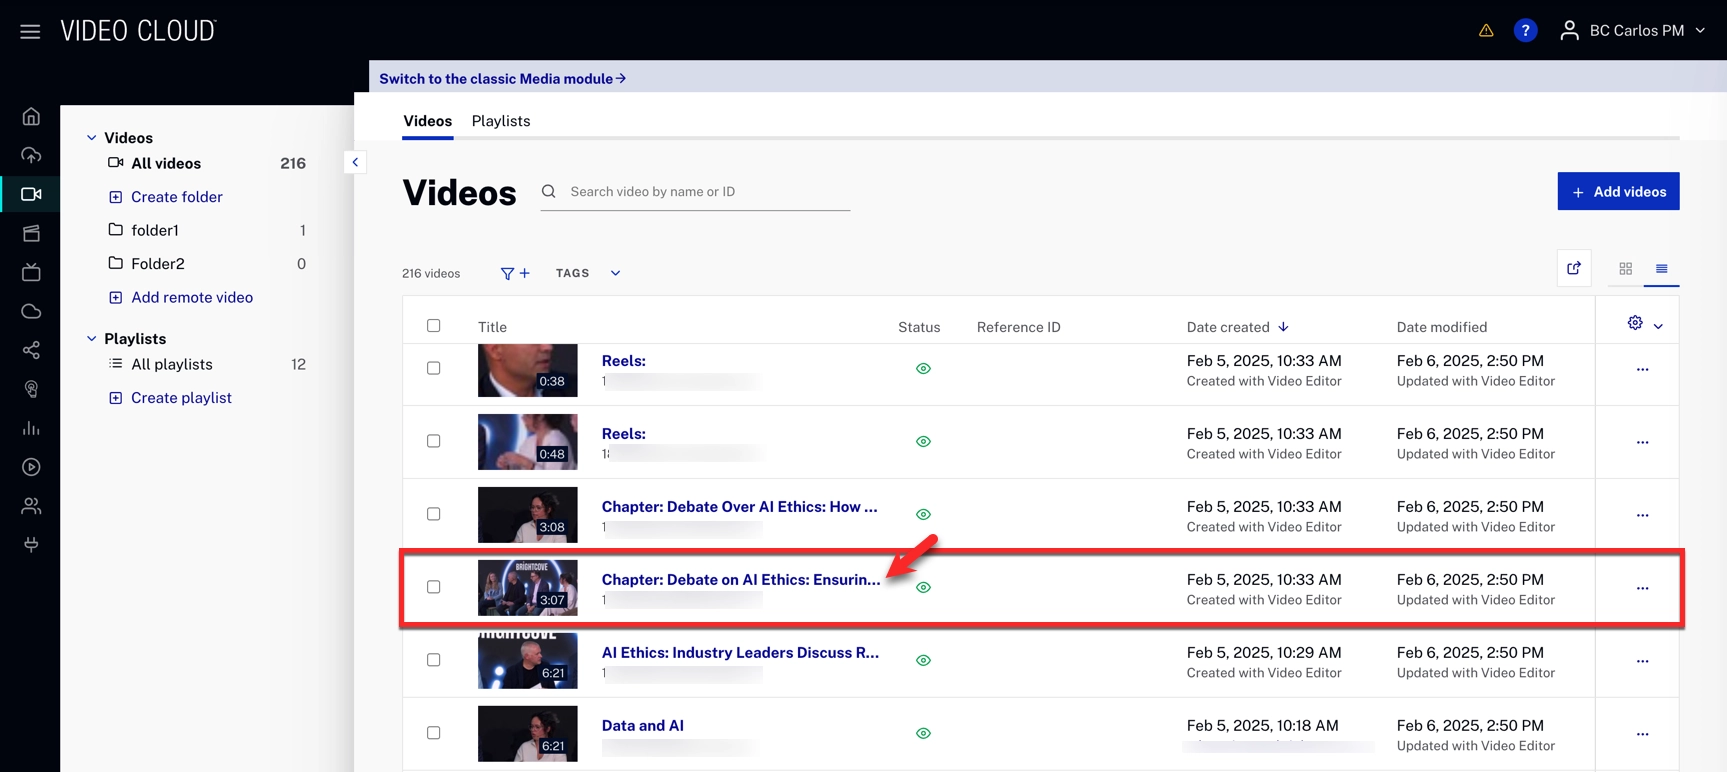 VIDEO CLOUD
?
BC Carlos PM
Switch to the classic Media module
Videos
All videos 216
Create folder
folder1 1
Folder2 0
Add remote video
Playlists
All playlists 12
Create playlist
Videos Playlists
Videos
Search video by name or ID
+ Add videos
216 videos
TAGS
Title Status Reference ID Date created Date modified
0:38
Reels:
Feb 5, 2025, 10:33 AM
Created with Video Editor
Feb 6, 2025, 2:50 PM
Updated with Video Editor
...
0:48
Reels:
Feb 5, 2025, 10:33 AM
Created with Video Editor
Feb 6, 2025, 2:50 PM
Updated with Video Editor
...
3:08
Chapter: Debate Over AI Ethics: How ...
Feb 5, 2025, 10:33 AM
Created with Video Editor
Feb 6, 2025, 2:50 PM
Updated with Video Editor
...
BRIGHTCOVE
3:07
Chapter: Debate on AI Ethics: Ensurin...
Feb 5, 2025, 10:33 AM
Created with Video Editor
Feb 6, 2025, 2:50 PM
Updated with Video Editor
...
BRIGHTCOVE
6:21
AI Ethics: Industry Leaders Discuss R...
Feb 5, 2025, 10:29 AM
Created with Video Editor
Feb 6, 2025, 2:50 PM
Updated with Video Editor
...
6:21
Data and AI
Feb 5, 2025, 10:18 AM
Feb 6, 2025, 2:50 PM
Updated with Video Editor
...